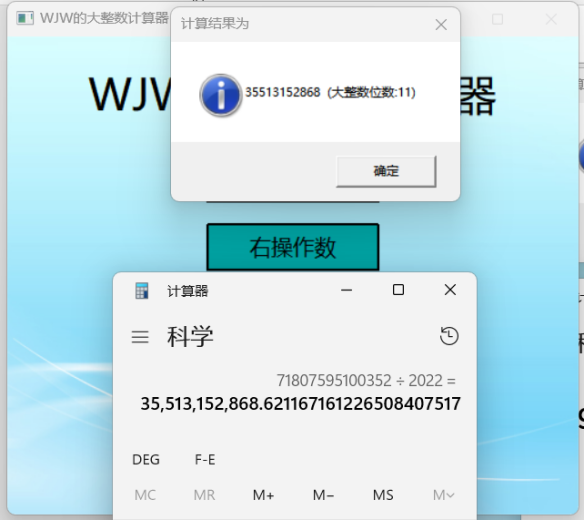 WJW的大整数计算器
计算结果为
WJW
器
35513152868 (大整数位数:11)
确定
右操作数
计算器
科学
71807595100352 ÷ 2022 =
35,513,152,868.621167161226508407517
DEG F-E
MC MR M+ M− MS M˅